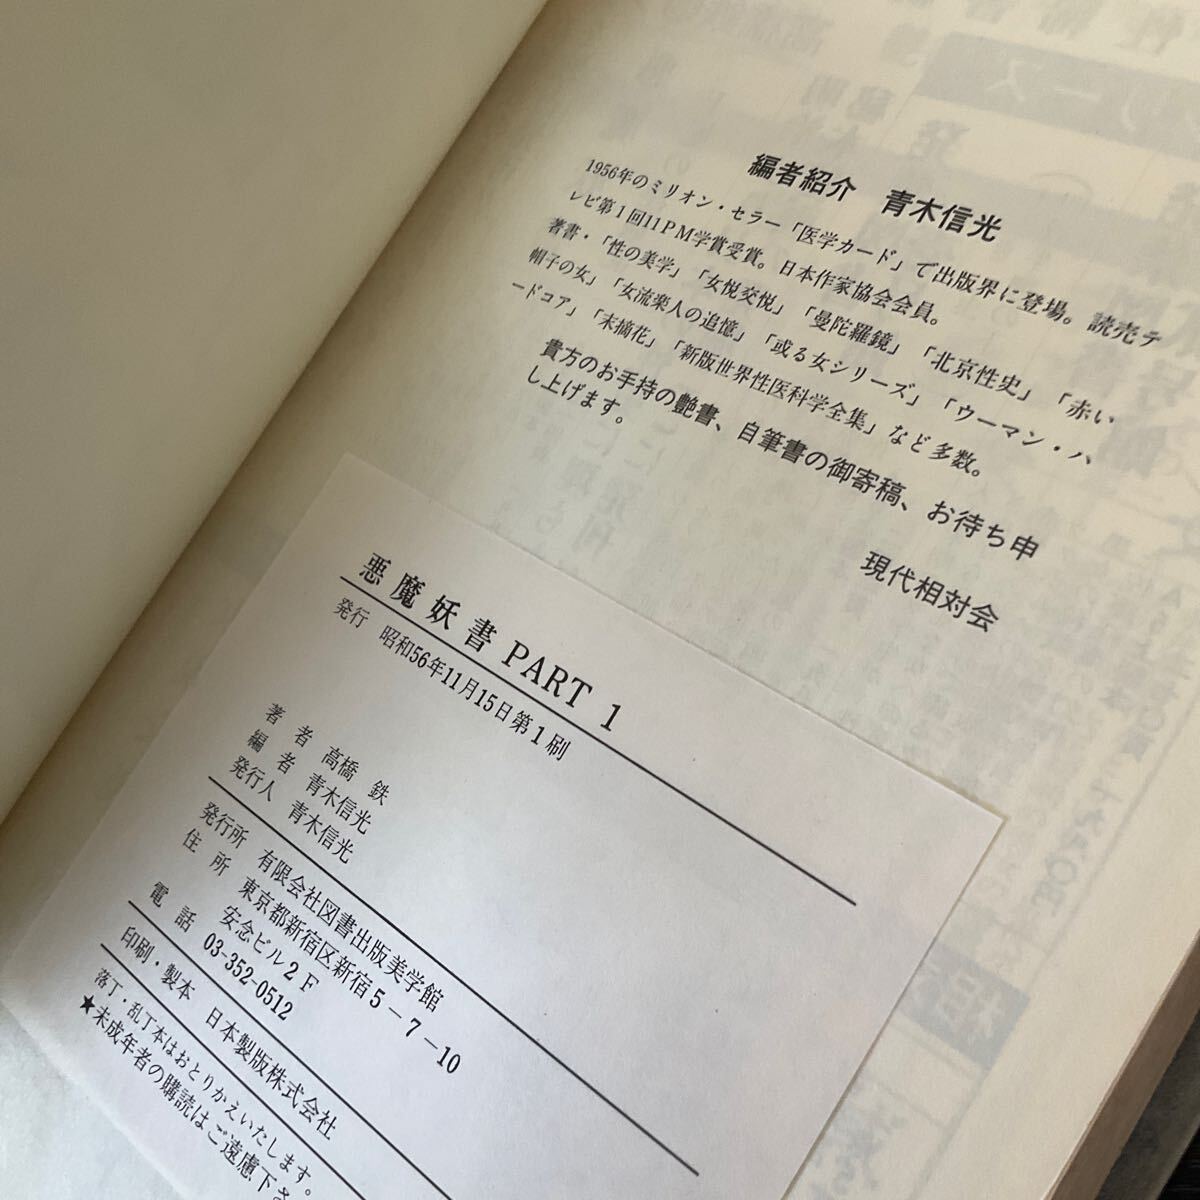 編者紹介 青木信光
1956年のミリオン・セラー「医学カード」で出版界に登場。読売テ
レビ第1回11PM学賞受賞。日本作家協会会員。
著書・「性の美学」「女悦交悦」「曼陀羅鏡」「北京性史」「赤い
帽子の女」「女流楽人の追憶」「或る女シリーズ」「ウーマン・ハ
ードコア」「末摘花」「新版世界性医科学全集」など多数。
貴方のお手持の艶書、自筆書の御寄稿、お待ち申
し上げます。
現代相対会
悪魔妖書 PART 1
発行 昭和56年11月15日第1刷
著者 高橋 鉄
編者 青木信光
発行人 青木信光
発行所 有限会社図書出版美学館
住所 東京都新宿区新宿5-7-10
安念ビル2F
電話 03-352-0512
印刷・製本 日本製版株式会社
落丁・乱丁本はおとりかえいたします。
★未成年者の購読はご遠慮下さ